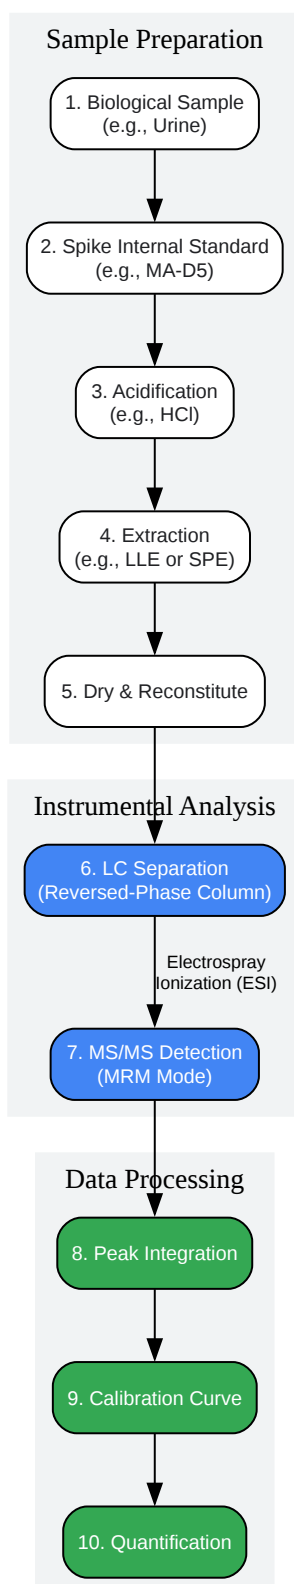 Sample Preparation
1. Biological Sample
(e.g., Urine)
2. Spike Internal Standard
(e.g., MA-D5)
3. Acidification
(e.g., HCl)
4. Extraction
(e.g., LLE or SPE)
5. Dry & Reconstitute
Instrumental Analysis
6. LC Separation
(Reversed-Phase Column)
Electrospray
Ionization (ESI)
7. MS/MS Detection
(MRM Mode)
Data Processing
8. Peak Integration
9. Calibration Curve
10. Quantification